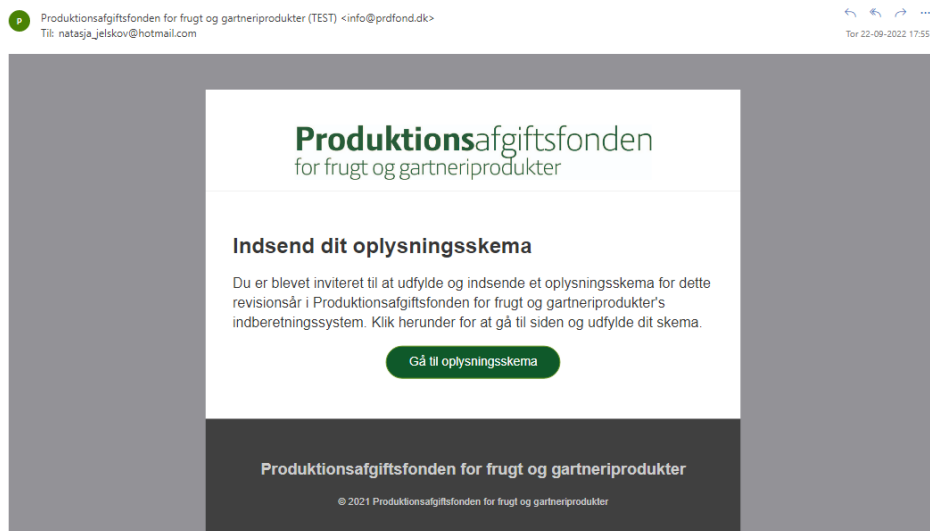 P
Produktionsafgiftsfonden for frugt og gartneriprodukter (TEST) <info@prdfond.dk>
Til: natasja_jelskov@hotmail.com
Tor 22-09-2022 17:55
Produktionsafgiftsfonden
for frugt og gartneriprodukter
Indsend dit oplysningsskema
Du er blevet inviteret til at udfylde og indsende et oplysningsskema for dette
revisionsår i Produktionsafgiftsfonden for frugt og gartneriprodukter's
indberetningssystem. Klik herunder for at gå til siden og udfylde dit skema.
Gå til oplysningsskema
Produktionsafgiftsfonden for frugt og gartneriprodukter
© 2021 Produktionsafgiftsfonden for frugt og gartneriprodukter